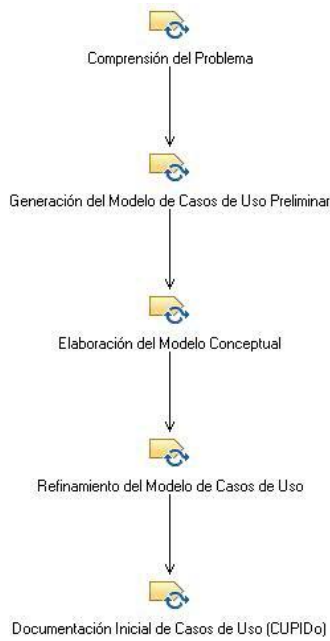 Comprensión del Problema
Generación del Modelo de Casos de Uso Preliminar
Elaboración del Modelo Conceptual
Refinamiento del Modelo de Casos de Uso
Documentación Inicial de Casos de Uso (CUPIDo)